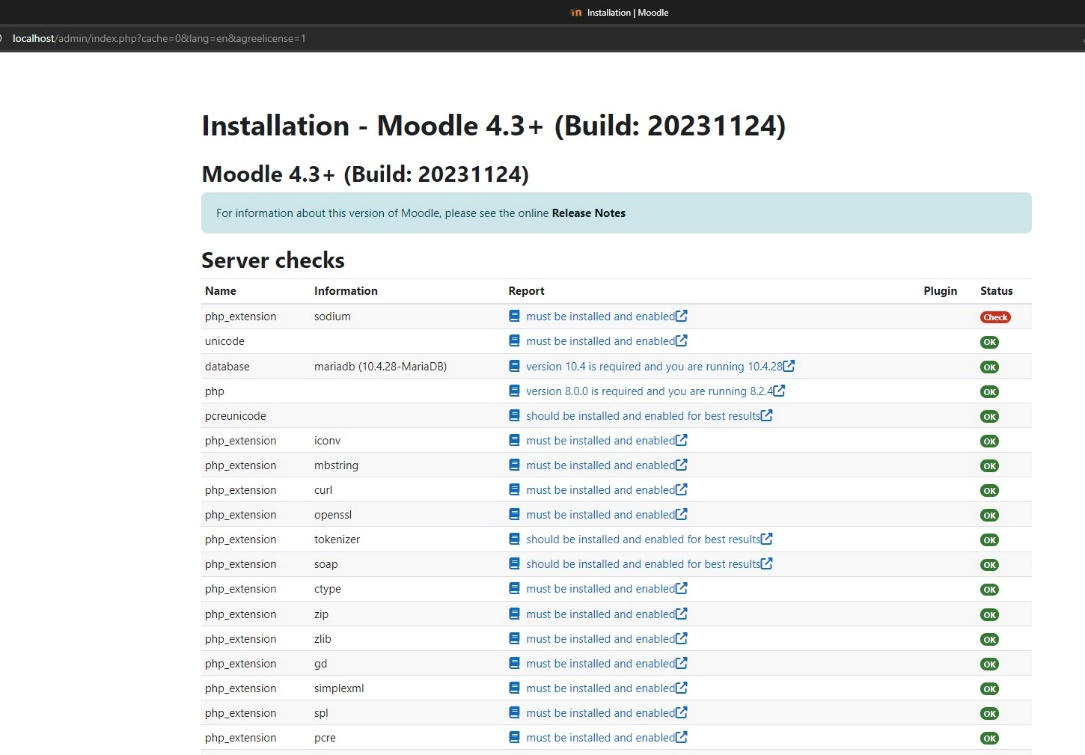 Installation | Moodle
localhost/admin/index.php?cache=0&lang=en&agreelicense=1
Installation - Moodle 4.3+ (Build: 20231124)
Moodle 4.3+ (Build: 20231124)
For information about this version of Moodle, please see the online Release Notes
Server checks
Name Information Report Plugin Status
php_extension sodium must be installed and enabled Check
unicode must be installed and enabled OK
database mariadb (10.4.28-MariaDB) version 10.4 is required and you are running 10.4.28 OK
php version 8.0.0 is required and you are running 8.2.4 OK
pcreunicode should be installed and enabled for best results OK
php_extension iconv must be installed and enabled OK
php_extension mbstring must be installed and enabled OK
php_extension curl must be installed and enabled OK
php_extension openssl must be installed and enabled OK
php_extension tokenizer should be installed and enabled for best results OK
php_extension soap should be installed and enabled for best results OK
php_extension ctype must be installed and enabled OK
php_extension zip must be installed and enabled OK
php_extension zlib must be installed and enabled OK
php_extension gd must be installed and enabled OK
php_extension simplexml must be installed and enabled OK
php_extension spl must be installed and enabled OK
php_extension pcre must be installed and enabled OK